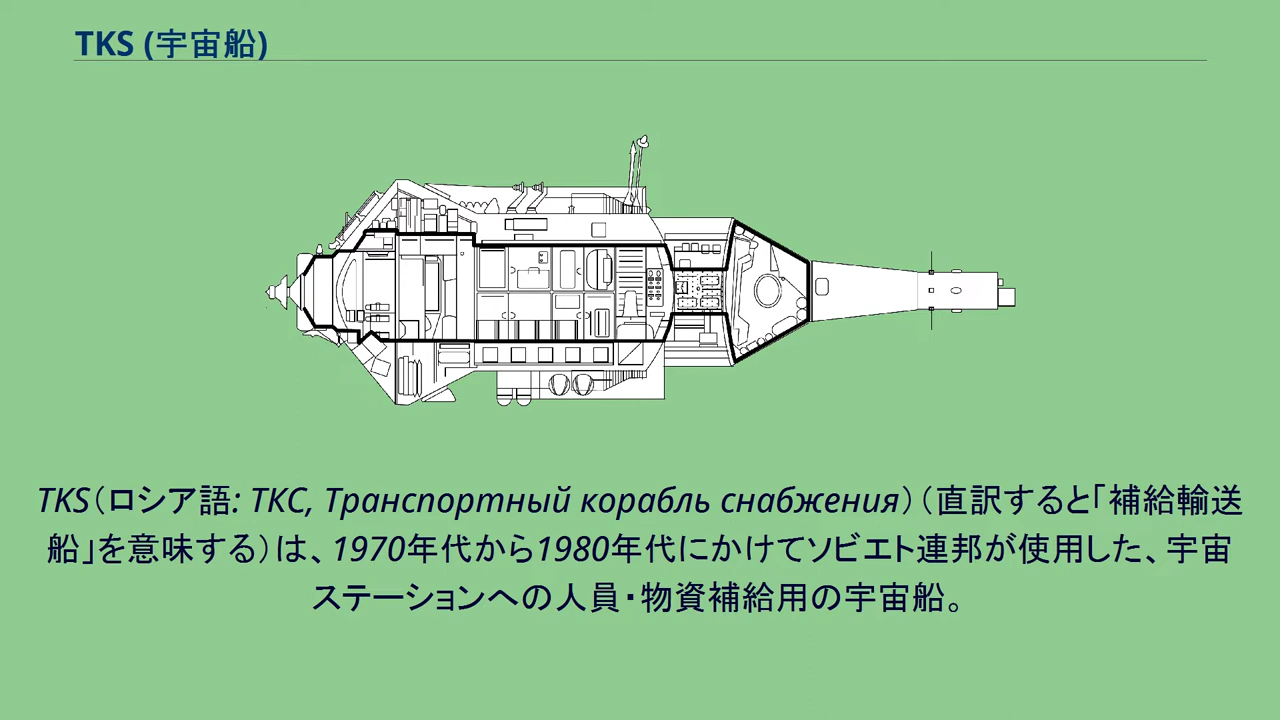 TKS (宇宙船)
TKS（ロシア語: ТКС, Транспортный корабль снабжения）（直訳すると「補給輸送
船」を意味する）は、1970年代から1980年代にかけてソビエト連邦が使用した、宇宙
ステーションへの人員・物資補給用の宇宙船。